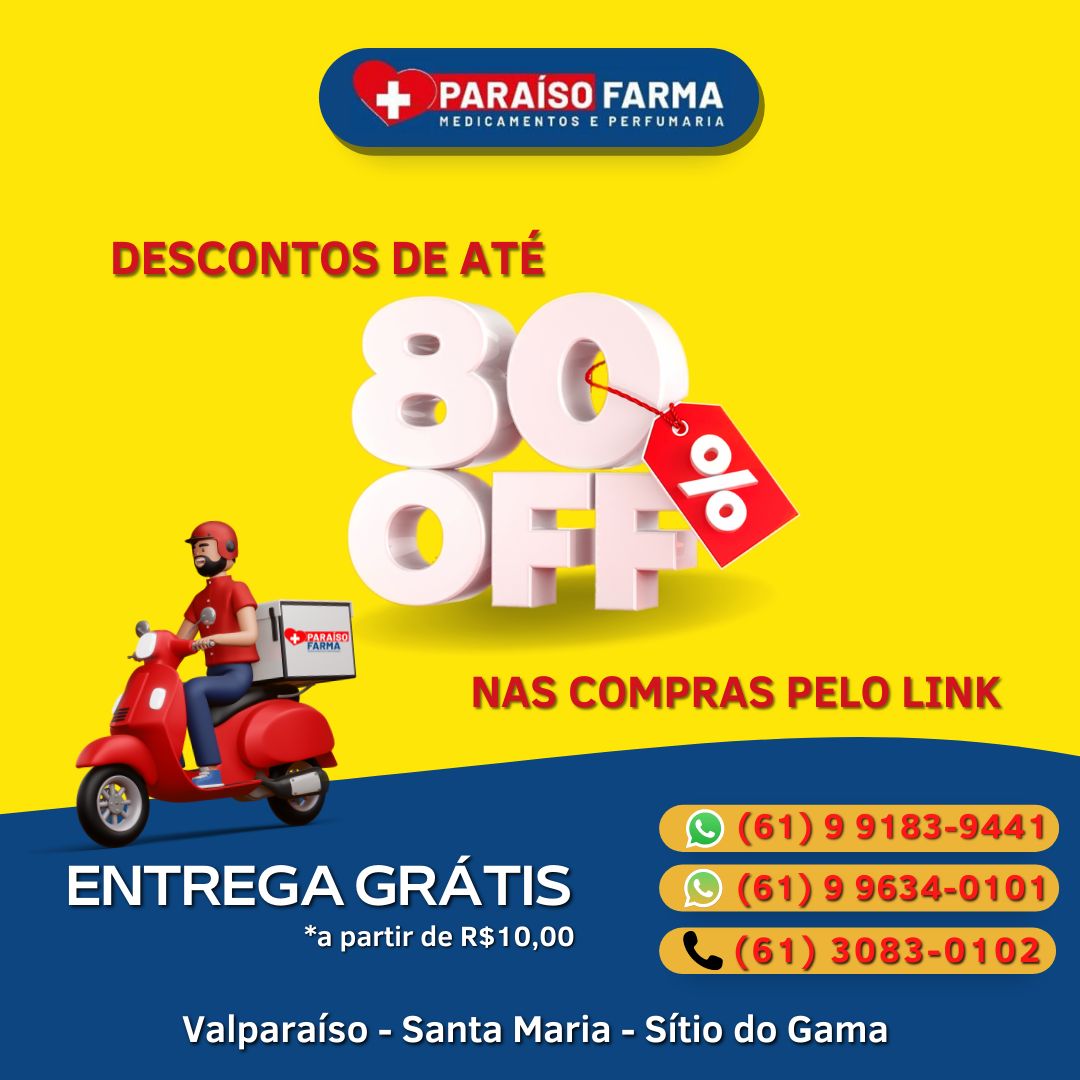 PARAÍSO FARMA
MEDICAMENTOS E PERFUMARIA
DESCONTOS DE ATÉ
80
%
OFF
PARAÍSO
FARMA
NAS COMPRAS PELO LINK
(61) 9 9183-9441
(61) 9 9634-0101
(61) 3083-0102
ENTREGA GRÁTIS
*a partir de R$10,00
Valparaíso - Santa Maria - Sítio do Gama